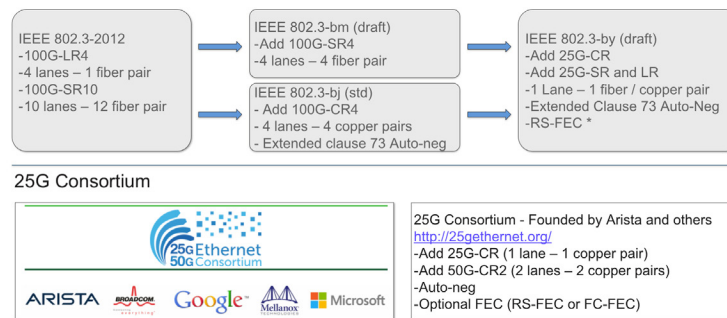 IEEE 802.3-2012
-100G-LR4
-4 lanes – 1 fiber pair
-100G-SR10
-10 lanes – 12 fiber pair
IEEE 802.3-bm (draft)
-Add 100G-SR4
-4 lanes – 4 fiber pair
IEEE 802.3-bj (std)
- Add 100G-CR4
- 4 lanes – 4 copper pairs
- Extended clause 73 Auto-neg
IEEE 802.3-by (draft)
-Add 25G-CR
-Add 25G-SR and LR
-1 Lane – 1 fiber / copper pair
-Extended Clause 73 Auto-Neg
-RS-FEC *
25G Consortium
25G Ethernet
50G Consortium
ARISTA
BROADCOM
everything
Google
Mellanox
TECHNOLOGIES
Microsoft
25G Consortium - Founded by Arista and others
http://25gethernet.org/
-Add 25G-CR (1 lane – 1 copper pair)
-Add 50G-CR2 (2 lanes – 2 copper pairs)
-Auto-neg
-Optional FEC (RS-FEC or FC-FEC)